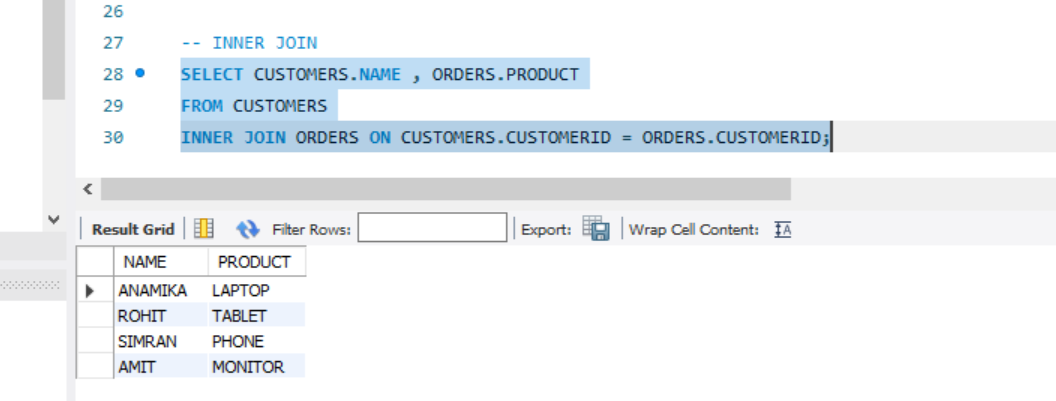 26
27 -- INNER JOIN
28 SELECT CUSTOMERS.NAME , ORDERS.PRODUCT
29 FROM CUSTOMERS
30 INNER JOIN ORDERS ON CUSTOMERS.CUSTOMERID = ORDERS.CUSTOMERID;
Result Grid Filter Rows: Export: Wrap Cell Content: IA
NAME PRODUCT
ANAMIKA LAPTOP
ROHIT TABLET
SIMRAN PHONE
AMIT MONITOR